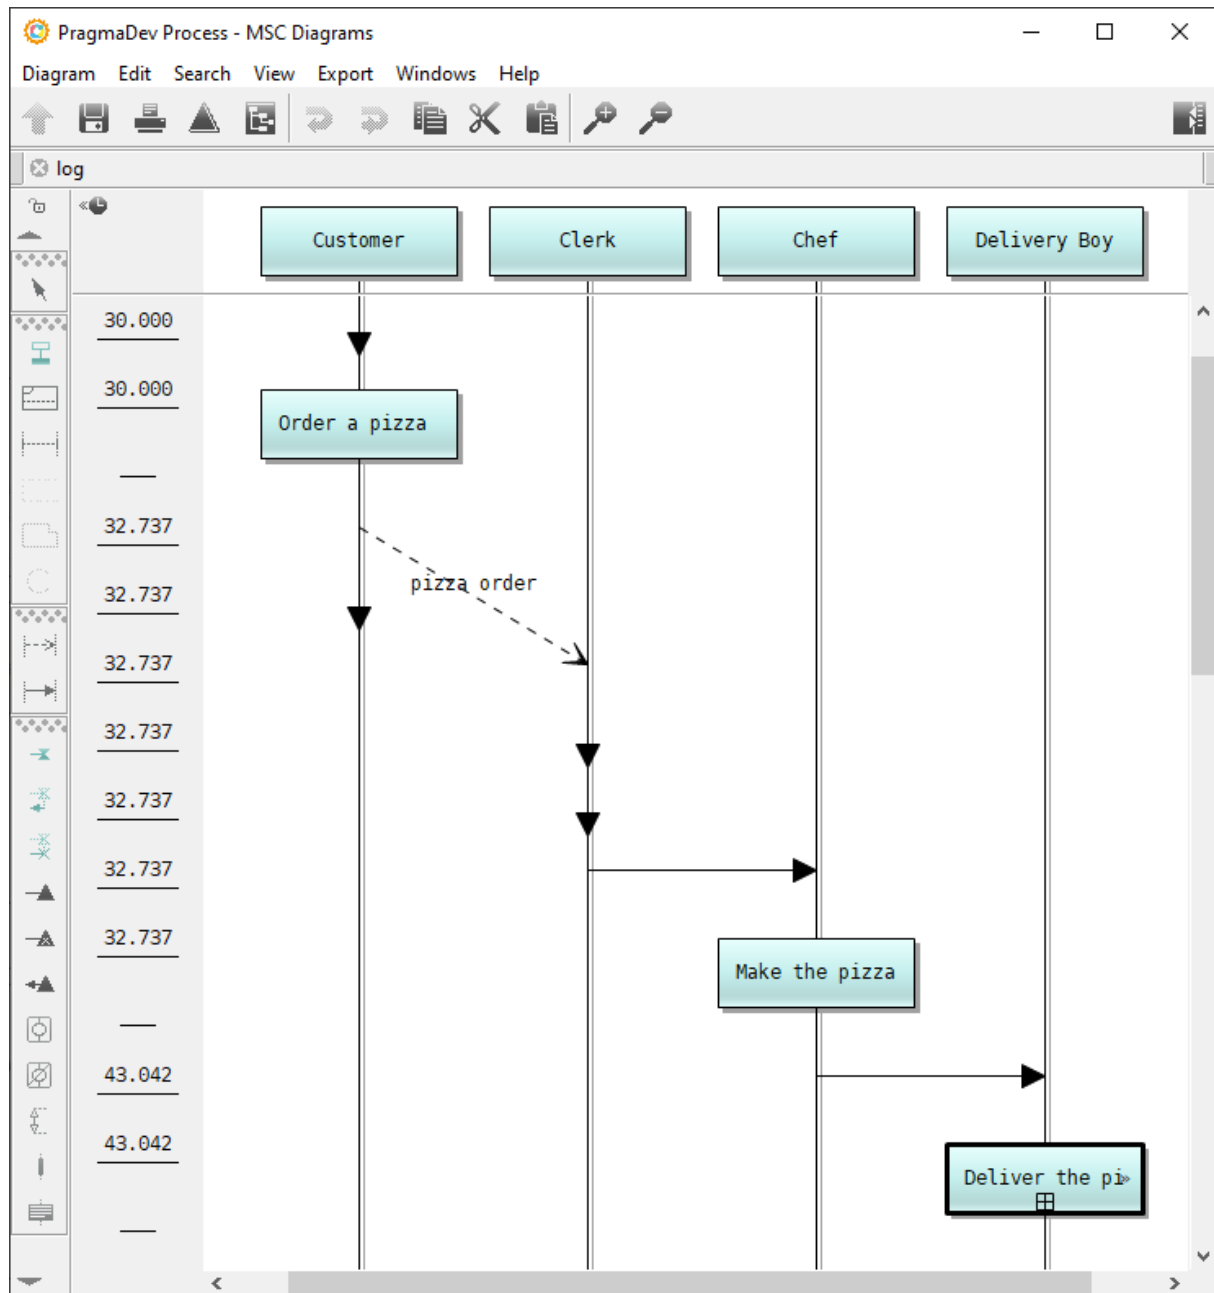 PragmaDev Process - MSC Diagrams
Diagram Edit Search View Export Windows Help
log
Customer Clerk Chef Delivery Boy
30.000
30.000
Order a pizza
32.737
pizza order
32.737
32.737
32.737
32.737
32.737
32.737
Make the pizza
43.042
43.042
Deliver the pi»